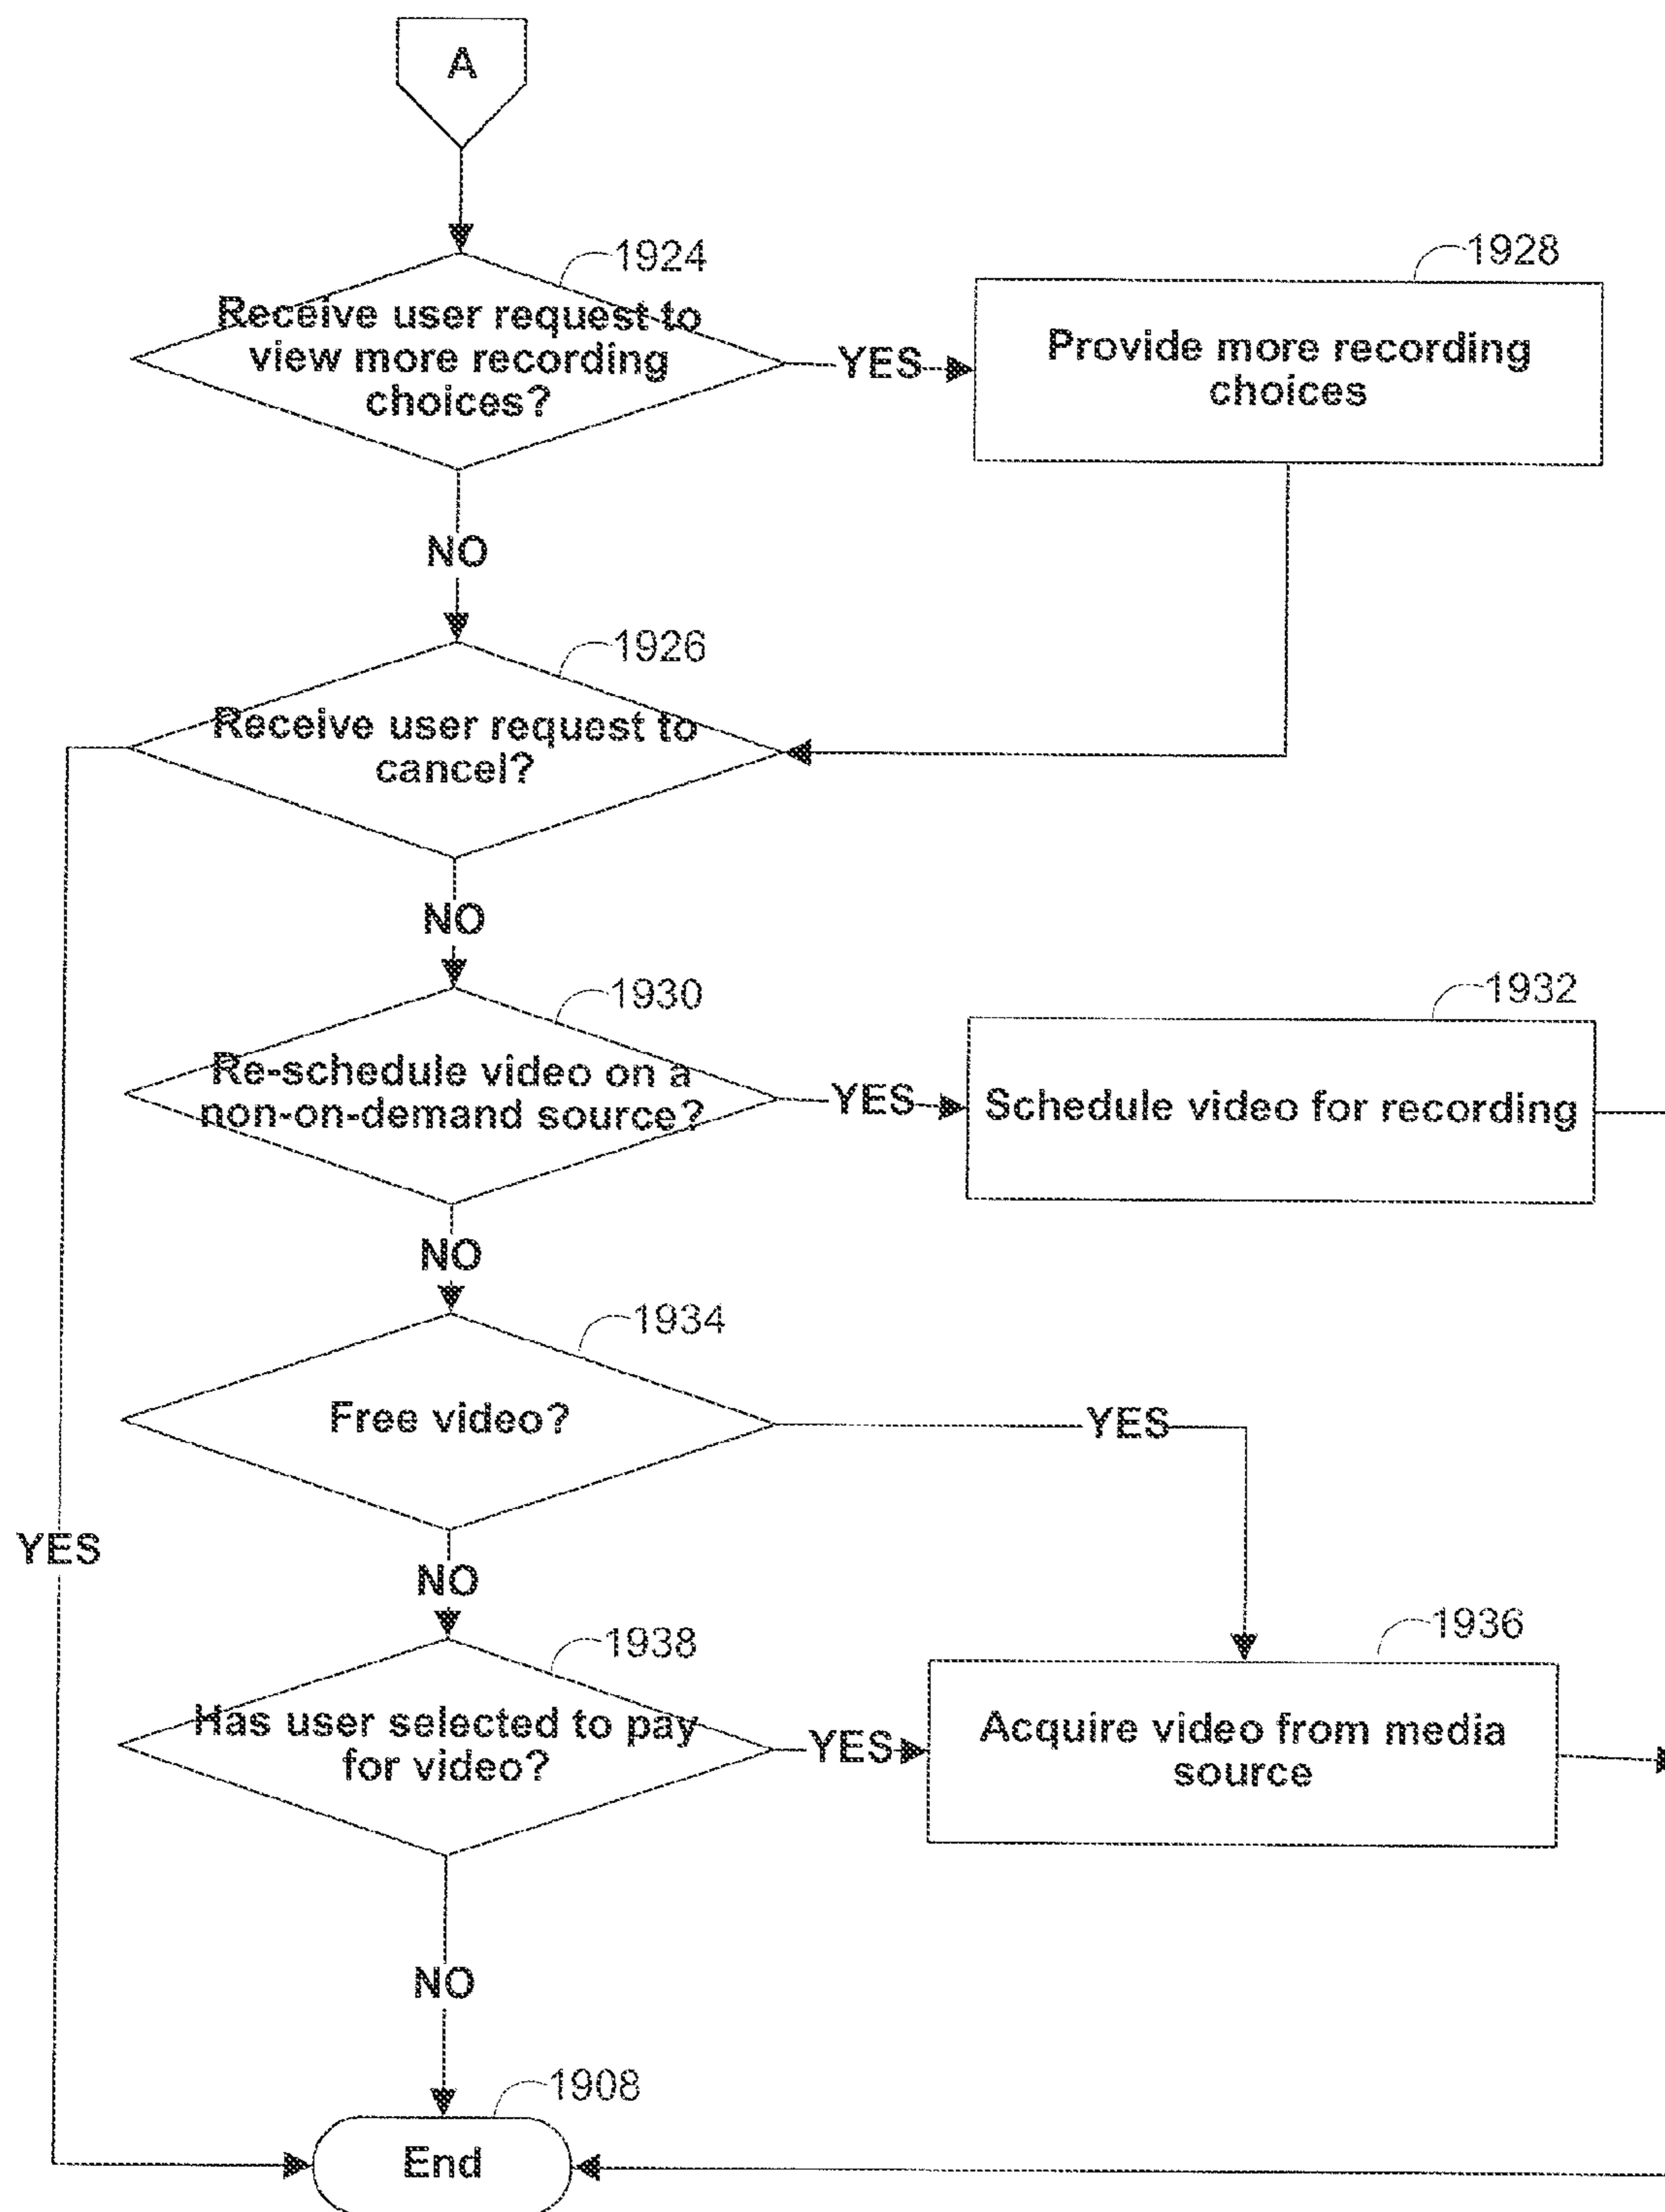 A
1924
Receive user request to
view more recording
choices?
YES
1928
Provide more recording
choices
NO
1926
Receive user request to
cancel?
NO
1930
Re-schedule video on a
non-on-demand source?
YES
1932
Schedule video for recording
NO
1934
Free video?
YES
YES
NO
1938
Has user selected to pay
for video?
YES
1936
Acquire video from media
source
NO
1908
End